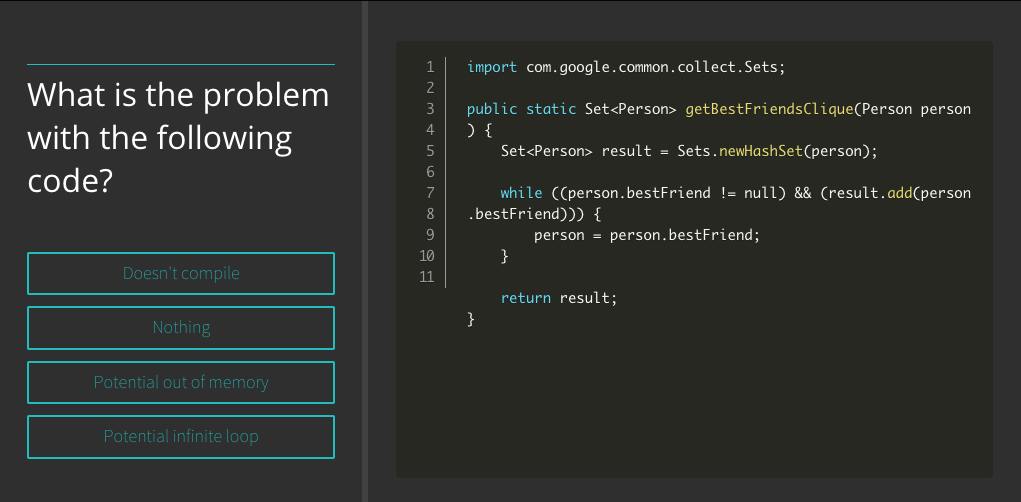 What is the problem
with the following
code?
Doesn't compile
Nothing
Potential out of memory
Potential infinite loop
1 import com.google.common.collect.Sets;
2
3 public static Set<Person> getBestFriendsClique(Person person
4 ) {
5     Set<Person> result = Sets.newHashSet(person);
6
7     while ((person.bestFriend != null) && (result.add(person
8 .bestFriend))) {
9         person = person.bestFriend;
10     }
11
    return result;
}